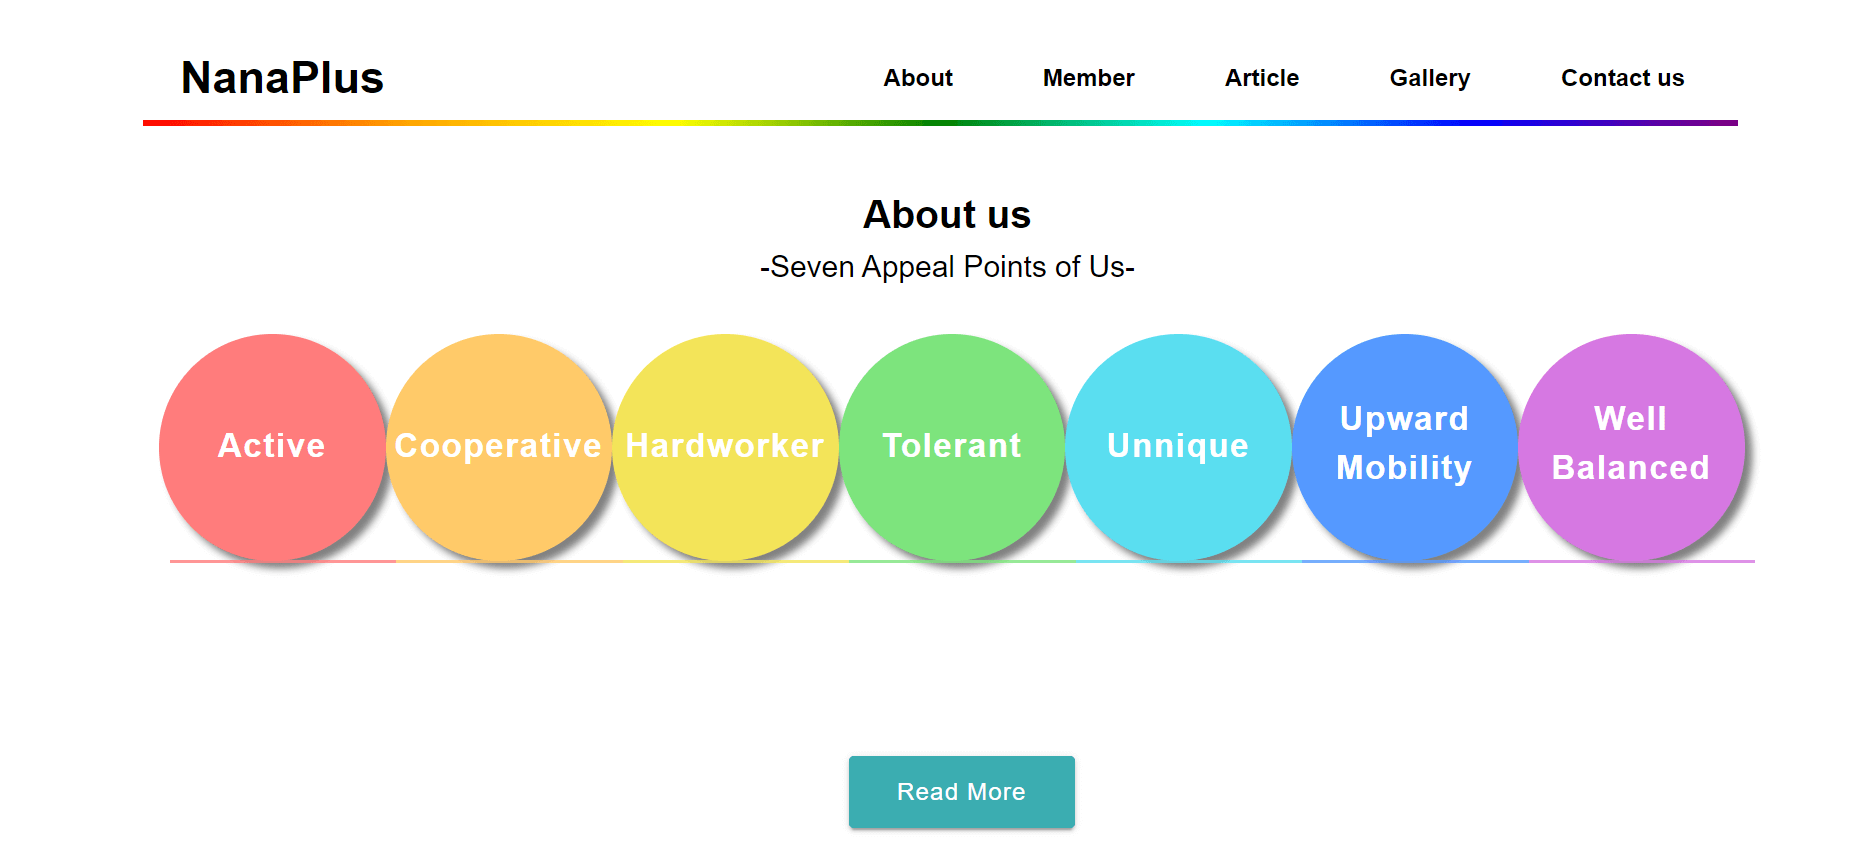 NanaPlus
About
Member
Article
Gallery
Contact us
About us
-Seven Appeal Points of Us-
Active
Cooperative
Hardworker
Tolerant
Unnique
Upward
Mobility
Well
Balanced
Read More